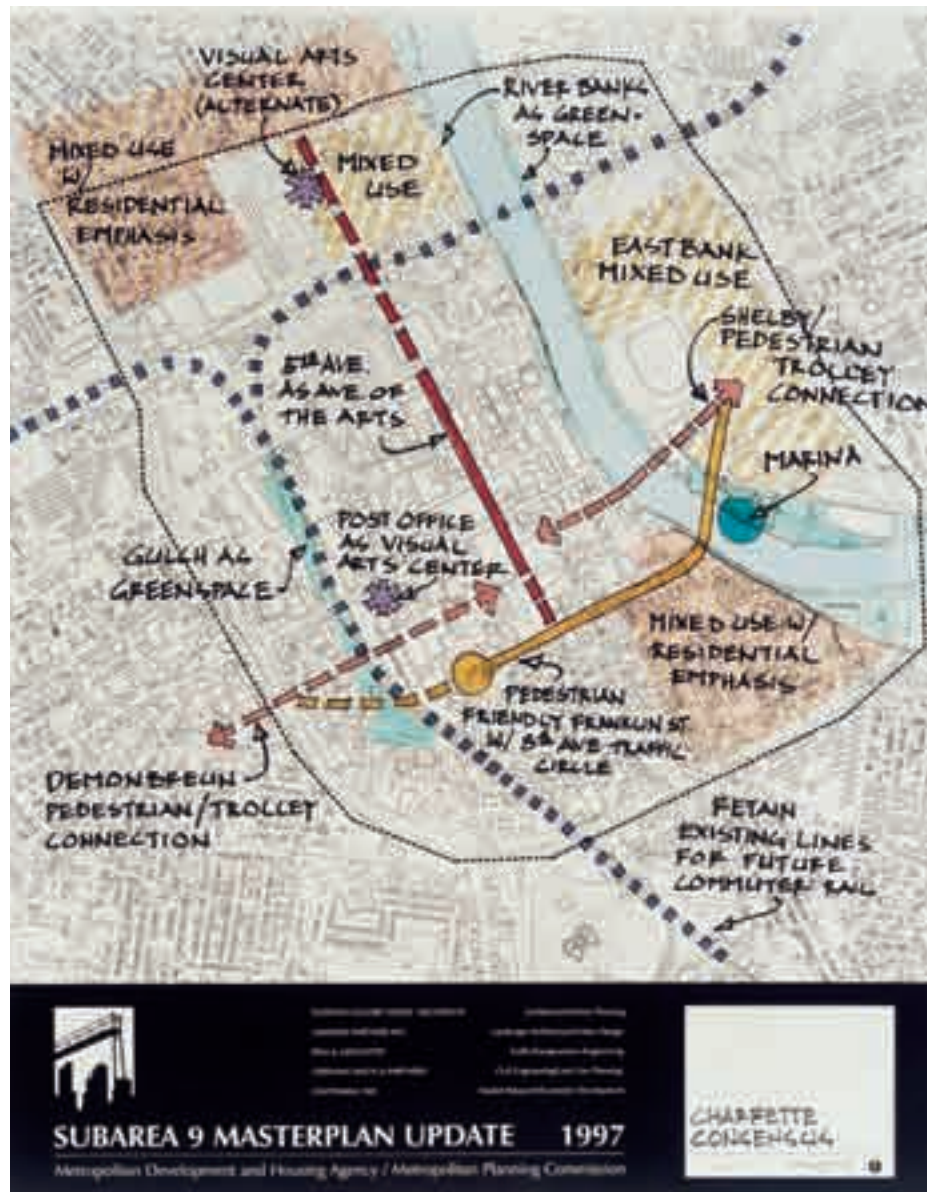 VISUAL ARTS
CENTER
(ALTERNATE)
RIVER BANKS
AS GREEN-
SPACE
MIXED USE
W/
RESIDENTIAL
EMPHASIS
MIXED
USE
EAST BANK
MIXED USE
SHELBY/
PEDESTRIAN
TROLLEY
CONNECTION
5TH AVE.
AS AVE OF
THE ARTS
MARINA
POST OFFICE
AS VISUAL
ARTS CENTER
GULCH AS
GREENSPACE
MIXED USE W/
RESIDENTIAL
EMPHASIS
PEDESTRIAN
FRIENDLY FRANKLIN ST.
W/ 8TH AVE TRAFFIC
CIRCLE
DEMONBREUN
PEDESTRIAN/TROLLEY
CONNECTION
RETAIN
EXISTING LINES
FOR FUTURE
COMMUTER RAIL
CHARRETTE
CONSENSUS
SUBAREA 9 MASTERPLAN UPDATE 1997
Metropolitan Development and Housing Agency / Metropolitan Planning Commission